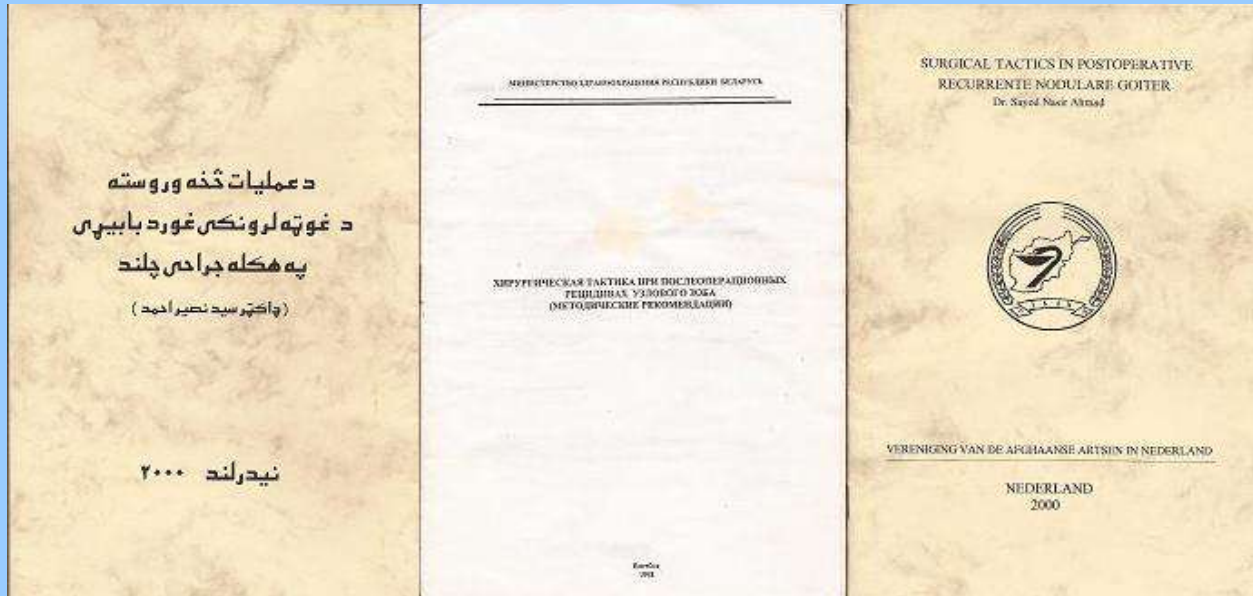 د عملیات څخه وروسته
د غوټه لرونکی غور د بابیړی
په هکله جراحی چلند
(ډاکټر سید نصیر احمد)
نیدرلند ۲۰۰۰
МИНИСТЕРСТВО ЗДРАВООХРАНЕНИЯ РЕСПУБЛИКИ БЕЛАРУСЬ
ХИРУРГИЧЕСКАЯ ТАКТИКА ПРИ ПОСЛЕОПЕРАЦИОННЫХ
РЕЦИДИВАХ УЗЛОВОГО ЗОБА
(МЕТОДИЧЕСКИЕ РЕКОМЕНДАЦИИ)
SURGICAL TACTICS IN POSTOPERATIVE
RECURRENTE NODULARE GOITER
Dr. Sayed Nasir Ahmad
VERENIGING VAN DE AFGHAANSE ARTSEN IN NEDERLAND
NEDERLAND
2000